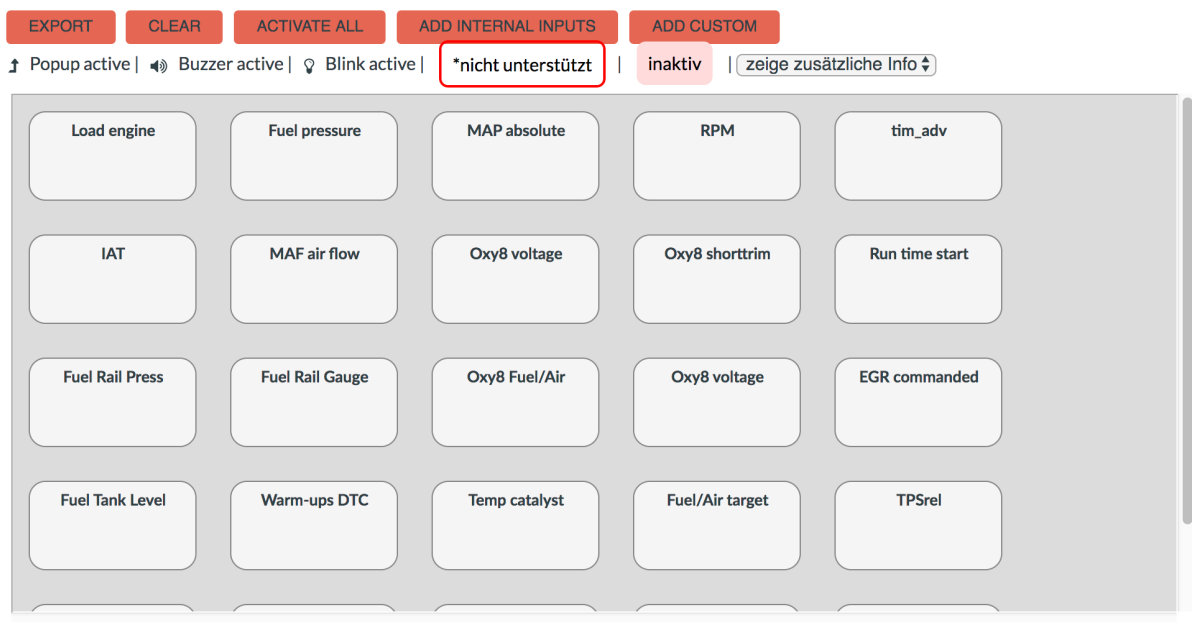 EXPORT CLEAR ACTIVATE ALL ADD INTERNAL INPUTS ADD CUSTOM
Popup active | Buzzer active | Blink active | *nicht unterstützt | inaktiv | zeige zusätzliche Info
Load engine Fuel pressure MAP absolute RPM tim_adv
IAT MAF air flow Oxy8 voltage Oxy8 shorttrim Run time start
Fuel Rail Press Fuel Rail Gauge Oxy8 Fuel/Air Oxy8 voltage EGR commanded
Fuel Tank Level Warm-ups DTC Temp catalyst Fuel/Air target TPSrel